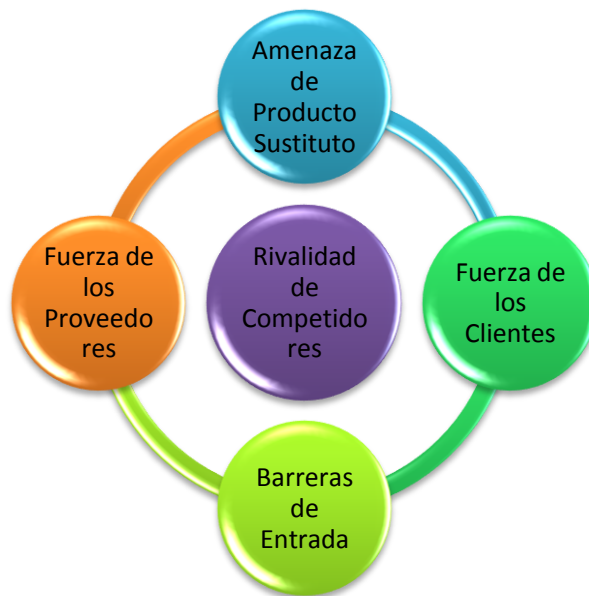 Amenaza
de
Producto
Sustituto
Fuerza de
los
Proveedo
res
Rivalidad
de
Competido
res
Fuerza de
los
Clientes
Barreras
de
Entrada